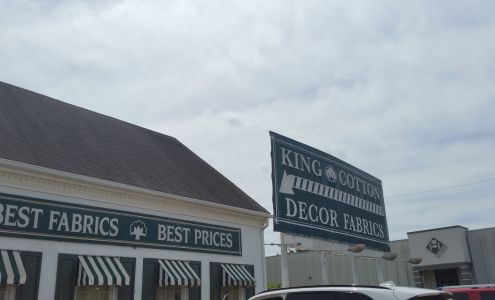 KING COTTON
DECOR FABRICS
BEST FABRICS BEST PRICES